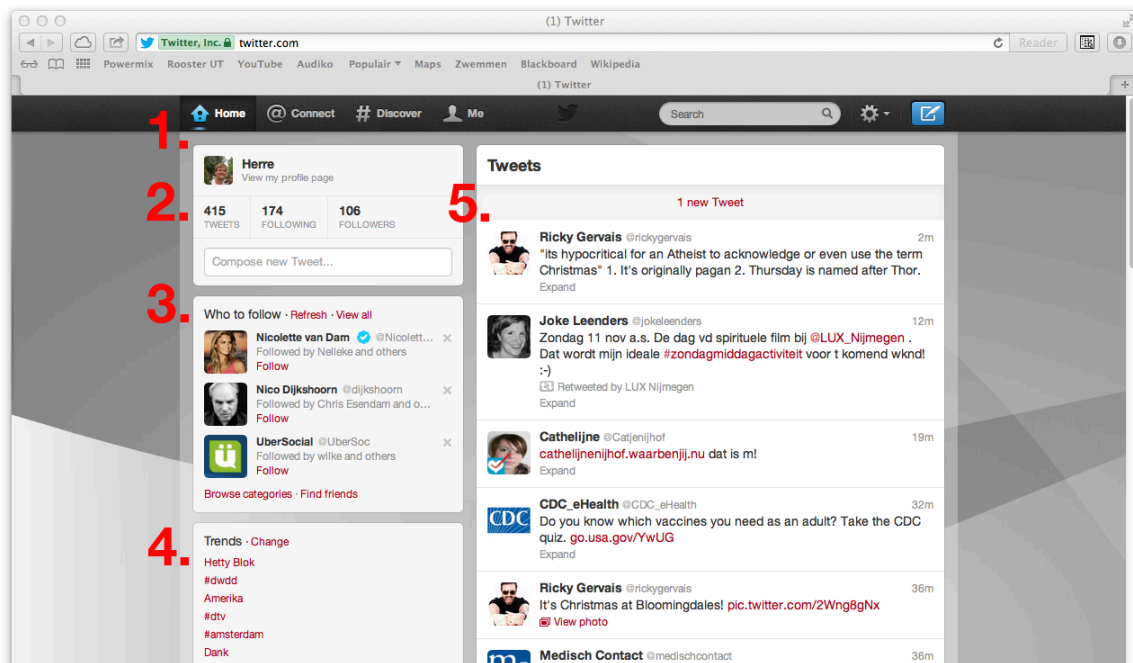 (1) Twitter
Twitter, Inc. twitter.com
Reader
Powermix Rooster UT YouTube Audiko Populair Maps Zwemmen Blackboard Wikipedia
(1) Twitter
Home Connect Discover Me
Search
1.
Herre
View my profile page
2.
415 174 106
TWEETS FOLLOWING FOLLOWERS
Compose new Tweet...
3.
Who to follow · Refresh · View all
Nicolette van Dam @Nicolett...
Followed by Nelleke and others
Follow
Nico Dijkshoorn @dijkshoorn
Followed by Chris Esendam and o...
Follow
UberSocial @UberSoc
Followed by wilke and others
Follow
Browse categories · Find friends
4.
Trends · Change
Hetty Blok
#dwdd
Amerika
#dtv
#amsterdam
Dank
Tweets
5.
1 new Tweet
Ricky Gervais @rickygervais 2m
"its hypocritical for an Atheist to acknowledge or even use the term
Christmas" 1. It's originally pagan 2. Thursday is named after Thor.
Expand
Joke Leenders @jokeleenders 12m
Zondag 11 nov a.s. De dag vd spirituele film bij @LUX_Nijmegen .
Dat wordt mijn ideale #zondagmiddagactiviteit voor t komend wknd!
:-)
Retweeted by LUX Nijmegen
Expand
Cathelijne @Catjenijhof 19m
cathelijnenijhof.waarbenjij.nu dat is m!
Expand
CDC
CDC_eHealth @CDC_eHealth 32m
Do you know which vaccines you need as an adult? Take the CDC
quiz. go.usa.gov/YwUG
Expand
Ricky Gervais @rickygervais 36m
It's Christmas at Bloomingdales! pic.twitter.com/2Wng8gNx
View photo
Medisch Contact @medischcontact 36m